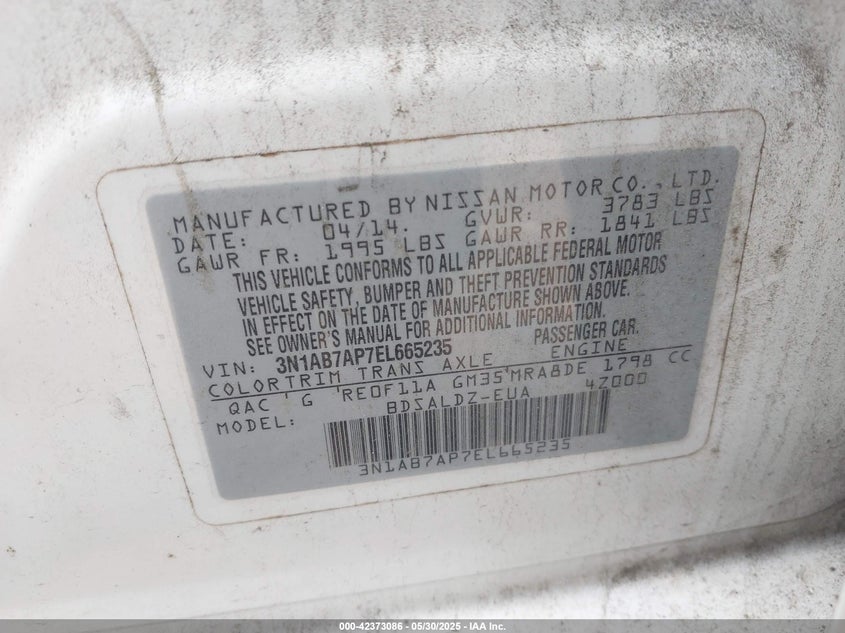 MANUFACTURED BY NISSAN MOTOR CO., LTD.
DATE: 04/14. GVWR: 3783 LBS
GAWR FR: 1995 LBS GAWR RR: 1841 LBS
THIS VEHICLE CONFORMS TO ALL APPLICABLE FEDERAL MOTOR
VEHICLE SAFETY, BUMPER AND THEFT PREVENTION STANDARDS
IN EFFECT ON THE DATE OF MANUFACTURE SHOWN ABOVE.
SEE OWNER'S MANUAL FOR ADDITIONAL INFORMATION.
VIN: 3N1AB7AP7EL665235 PASSENGER CAR.
COLOR TRIM TRANS AXLE ENGINE
QAC G RE0F11A GM35 MRA8DE 1798 CC
MODEL: BDSALDZ-EUA 4Z000
3N1AB7AP7EL665235
000-42373086 - 05/30/2025 - IAA Inc.